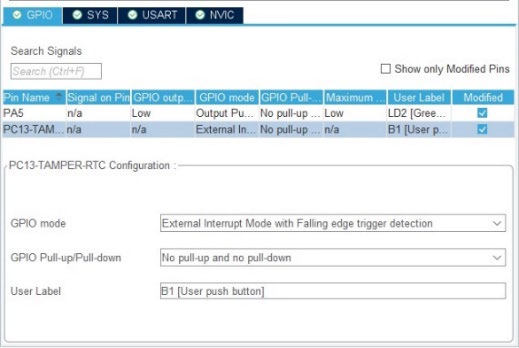 GPIO SYS USART NVIC
Search Signals
Search (Ctrl+F)
Show only Modified Pins
Pin Name Signal on Pin GPIO outp... GPIO mode GPIO Pull-... Maximum ... User Label Modified
PA5 n/a Low Output Pu... No pull-up ... Low LD2 [Gree...
PC13-TAM... n/a n/a External In... No pull-up ... n/a B1 [User p...
PC13-TAMPER-RTC Configuration :
GPIO mode External Interrupt Mode with Falling edge trigger detection
GPIO Pull-up/Pull-down No pull-up and no pull-down
User Label B1 [User push button]